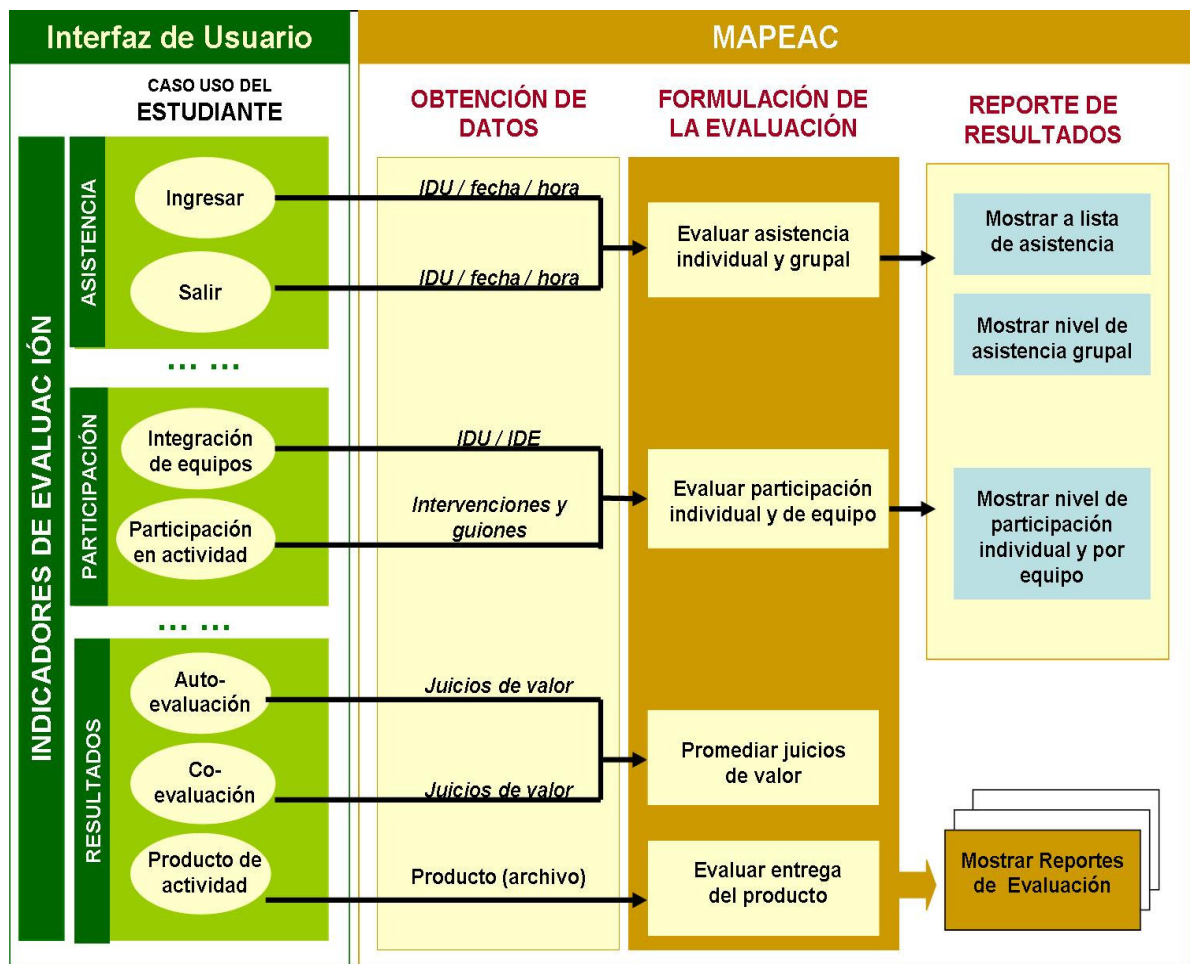 Interfaz de Usuario
MAPEAC
CASO USO DEL
ESTUDIANTE
OBTENCIÓN DE
DATOS
FORMULACIÓN DE
LA EVALUACIÓN
REPORTE DE
RESULTADOS
INDICADORES DE EVALUAC IÓN
ASISTENCIA
Ingresar
IDU / fecha / hora
Salir
IDU / fecha / hora
Evaluar asistencia
individual y grupal
Mostrar a lista
de asistencia
Mostrar nivel de
asistencia grupal
... ...
PARTICIPACIÓN
Integración
de equipos
IDU / IDE
Participación
en actividad
Intervenciones y
guiones
Evaluar participación
individual y de equipo
Mostrar nivel de
participación
individual y por
equipo
... ...
RESULTADOS
Auto-
evaluación
Juicios de valor
Co-
evaluación
Juicios de valor
Promediar juicios
de valor
Producto de
actividad
Producto (archivo)
Evaluar entrega
del producto
Mostrar Reportes
de Evaluación